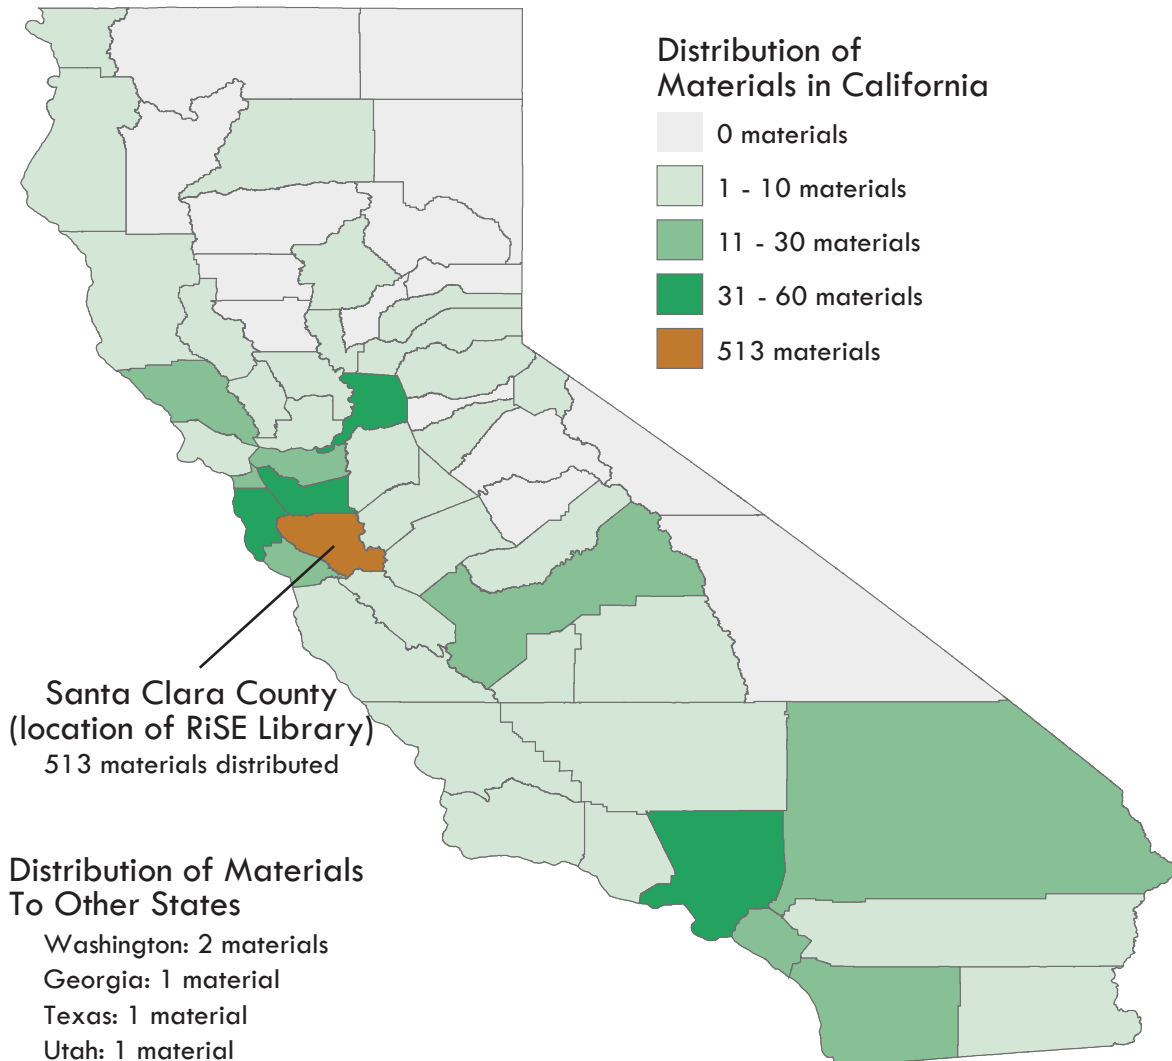 Distribution of
Materials in California
0 materials
1 - 10 materials
11 - 30 materials
31 - 60 materials
513 materials
Santa Clara County
(location of RiSE Library)
513 materials distributed
Distribution of Materials
To Other States
Washington: 2 materials
Georgia: 1 material
Texas: 1 material
Utah: 1 material